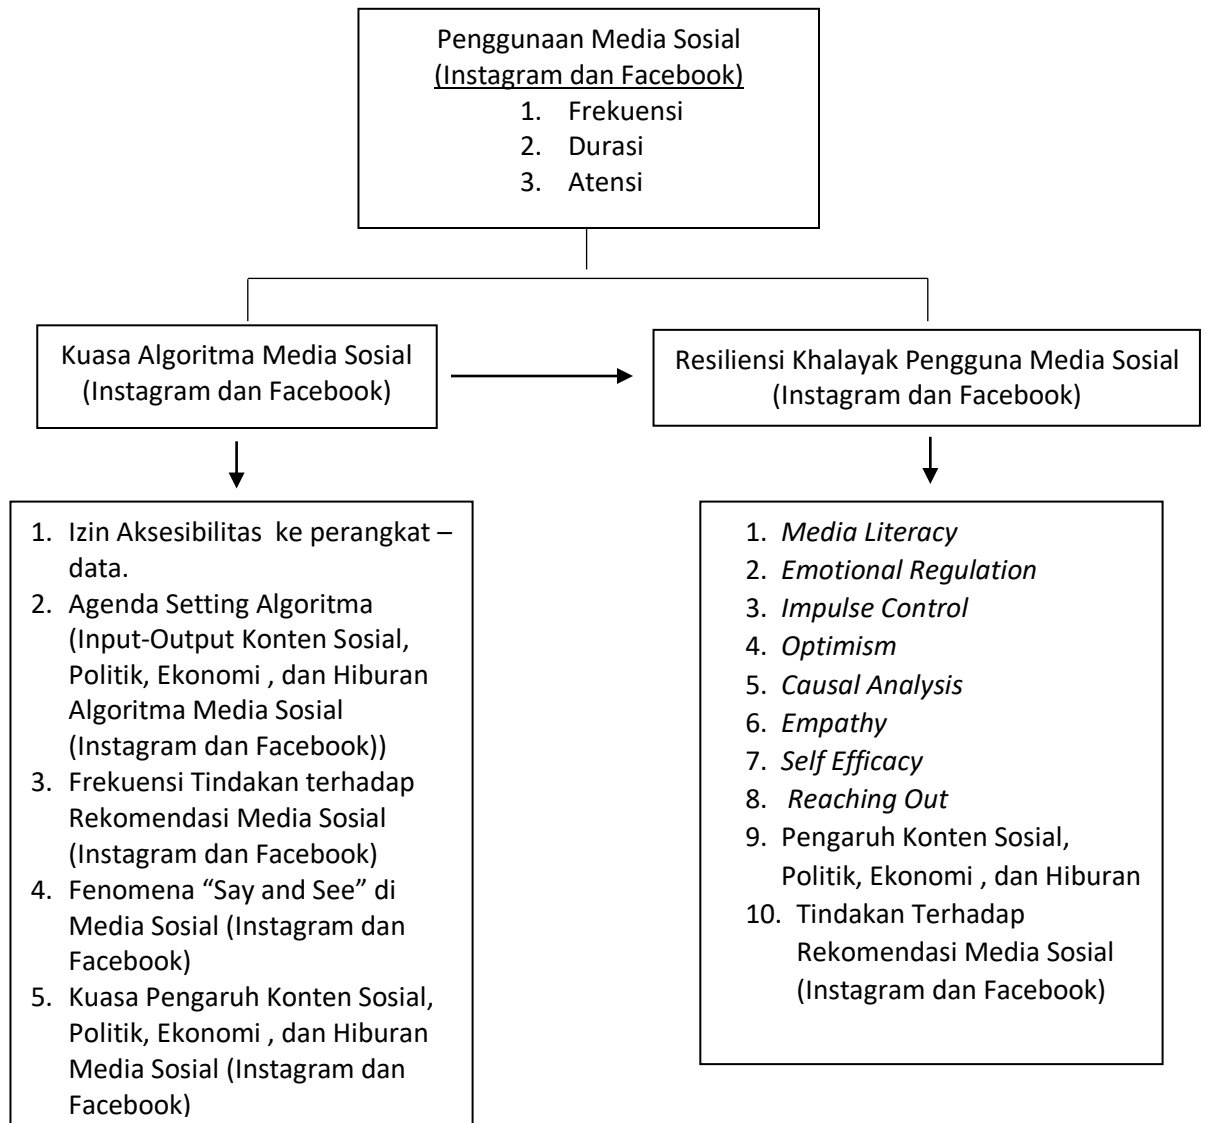 Penggunaan Media Sosial
(Instagram dan Facebook)
1. Frekuensi
2. Durasi
3. Atensi
Kuasa Algoritma Media Sosial
(Instagram dan Facebook)
Resiliensi Khalayak Pengguna Media Sosial
(Instagram dan Facebook)
1. Izin Aksesibilitas ke perangkat –
data.
2. Agenda Setting Algoritma
(Input-Output Konten Sosial,
Politik, Ekonomi , dan Hiburan
Algoritma Media Sosial
(Instagram dan Facebook))
3. Frekuensi Tindakan terhadap
Rekomendasi Media Sosial
(Instagram dan Facebook)
4. Fenomena “Say and See” di
Media Sosial (Instagram dan
Facebook)
5. Kuasa Pengaruh Konten Sosial,
Politik, Ekonomi , dan Hiburan
Media Sosial (Instagram dan
Facebook)
1. Media Literacy
2. Emotional Regulation
3. Impulse Control
4. Optimism
5. Causal Analysis
6. Empathy
7. Self Efficacy
8. Reaching Out
9. Pengaruh Konten Sosial,
Politik, Ekonomi , dan Hiburan
10. Tindakan Terhadap
Rekomendasi Media Sosial
(Instagram dan Facebook)